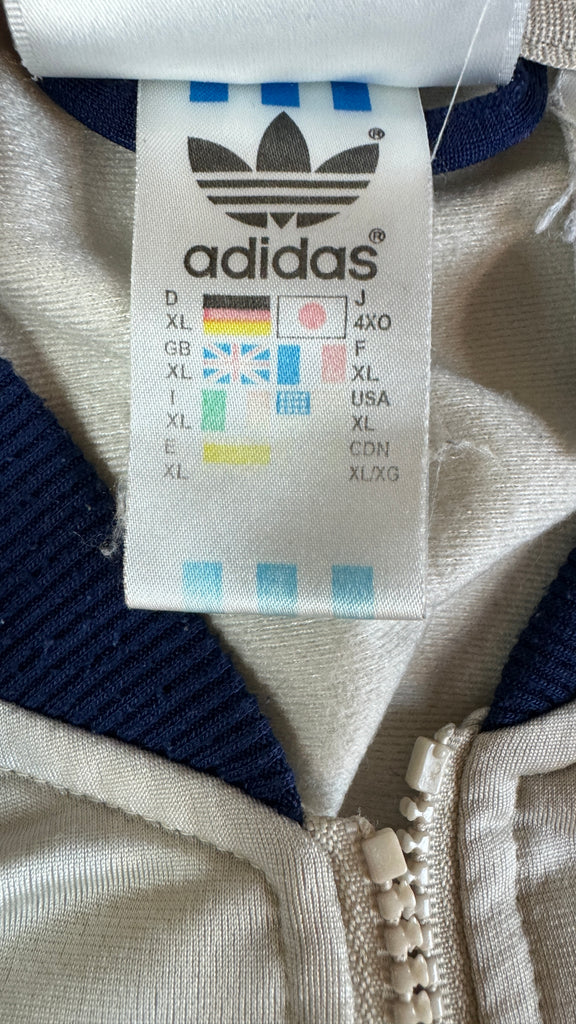 ®
adidas®
D J
XL 4XO
GB F
XL XL
I USA
XL XL
E CDN
XL XL/XG